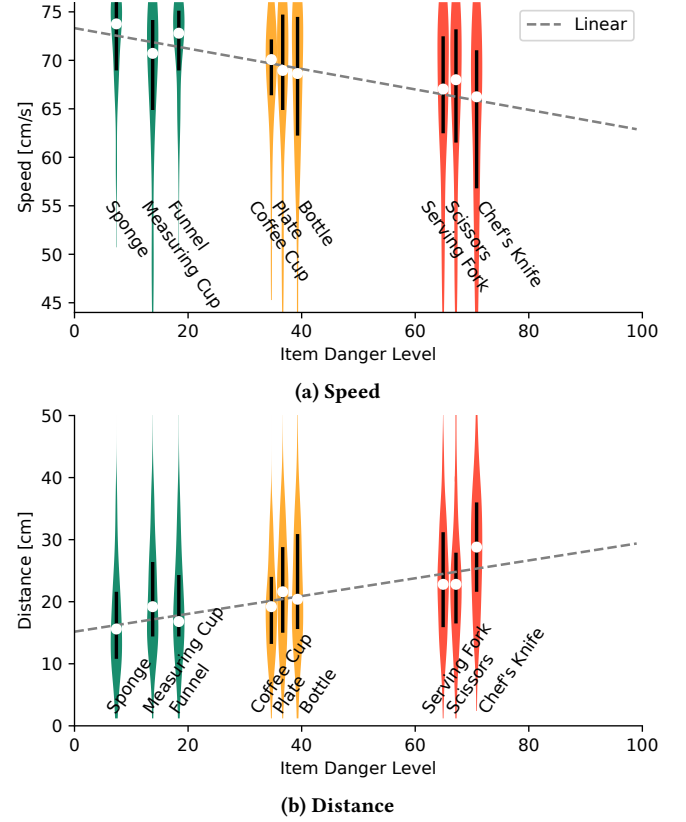 75
70
65
60
55
50
45
Speed [cm/s]
Linear
Sponge
Measuring Cup
Funnel
Coffee Cup
Plate
Bottle
Serving Fork
Scissors
Chef's Knife
0 20 40 60 80 100
Item Danger Level
(a) Speed
50
40
30
20
10
0
Distance [cm]
Sponge
Measuring Cup
Funnel
Coffee Cup
Plate
Bottle
Serving Fork
Scissors
Chef's Knife
0 20 40 60 80 100
Item Danger Level
(b) Distance